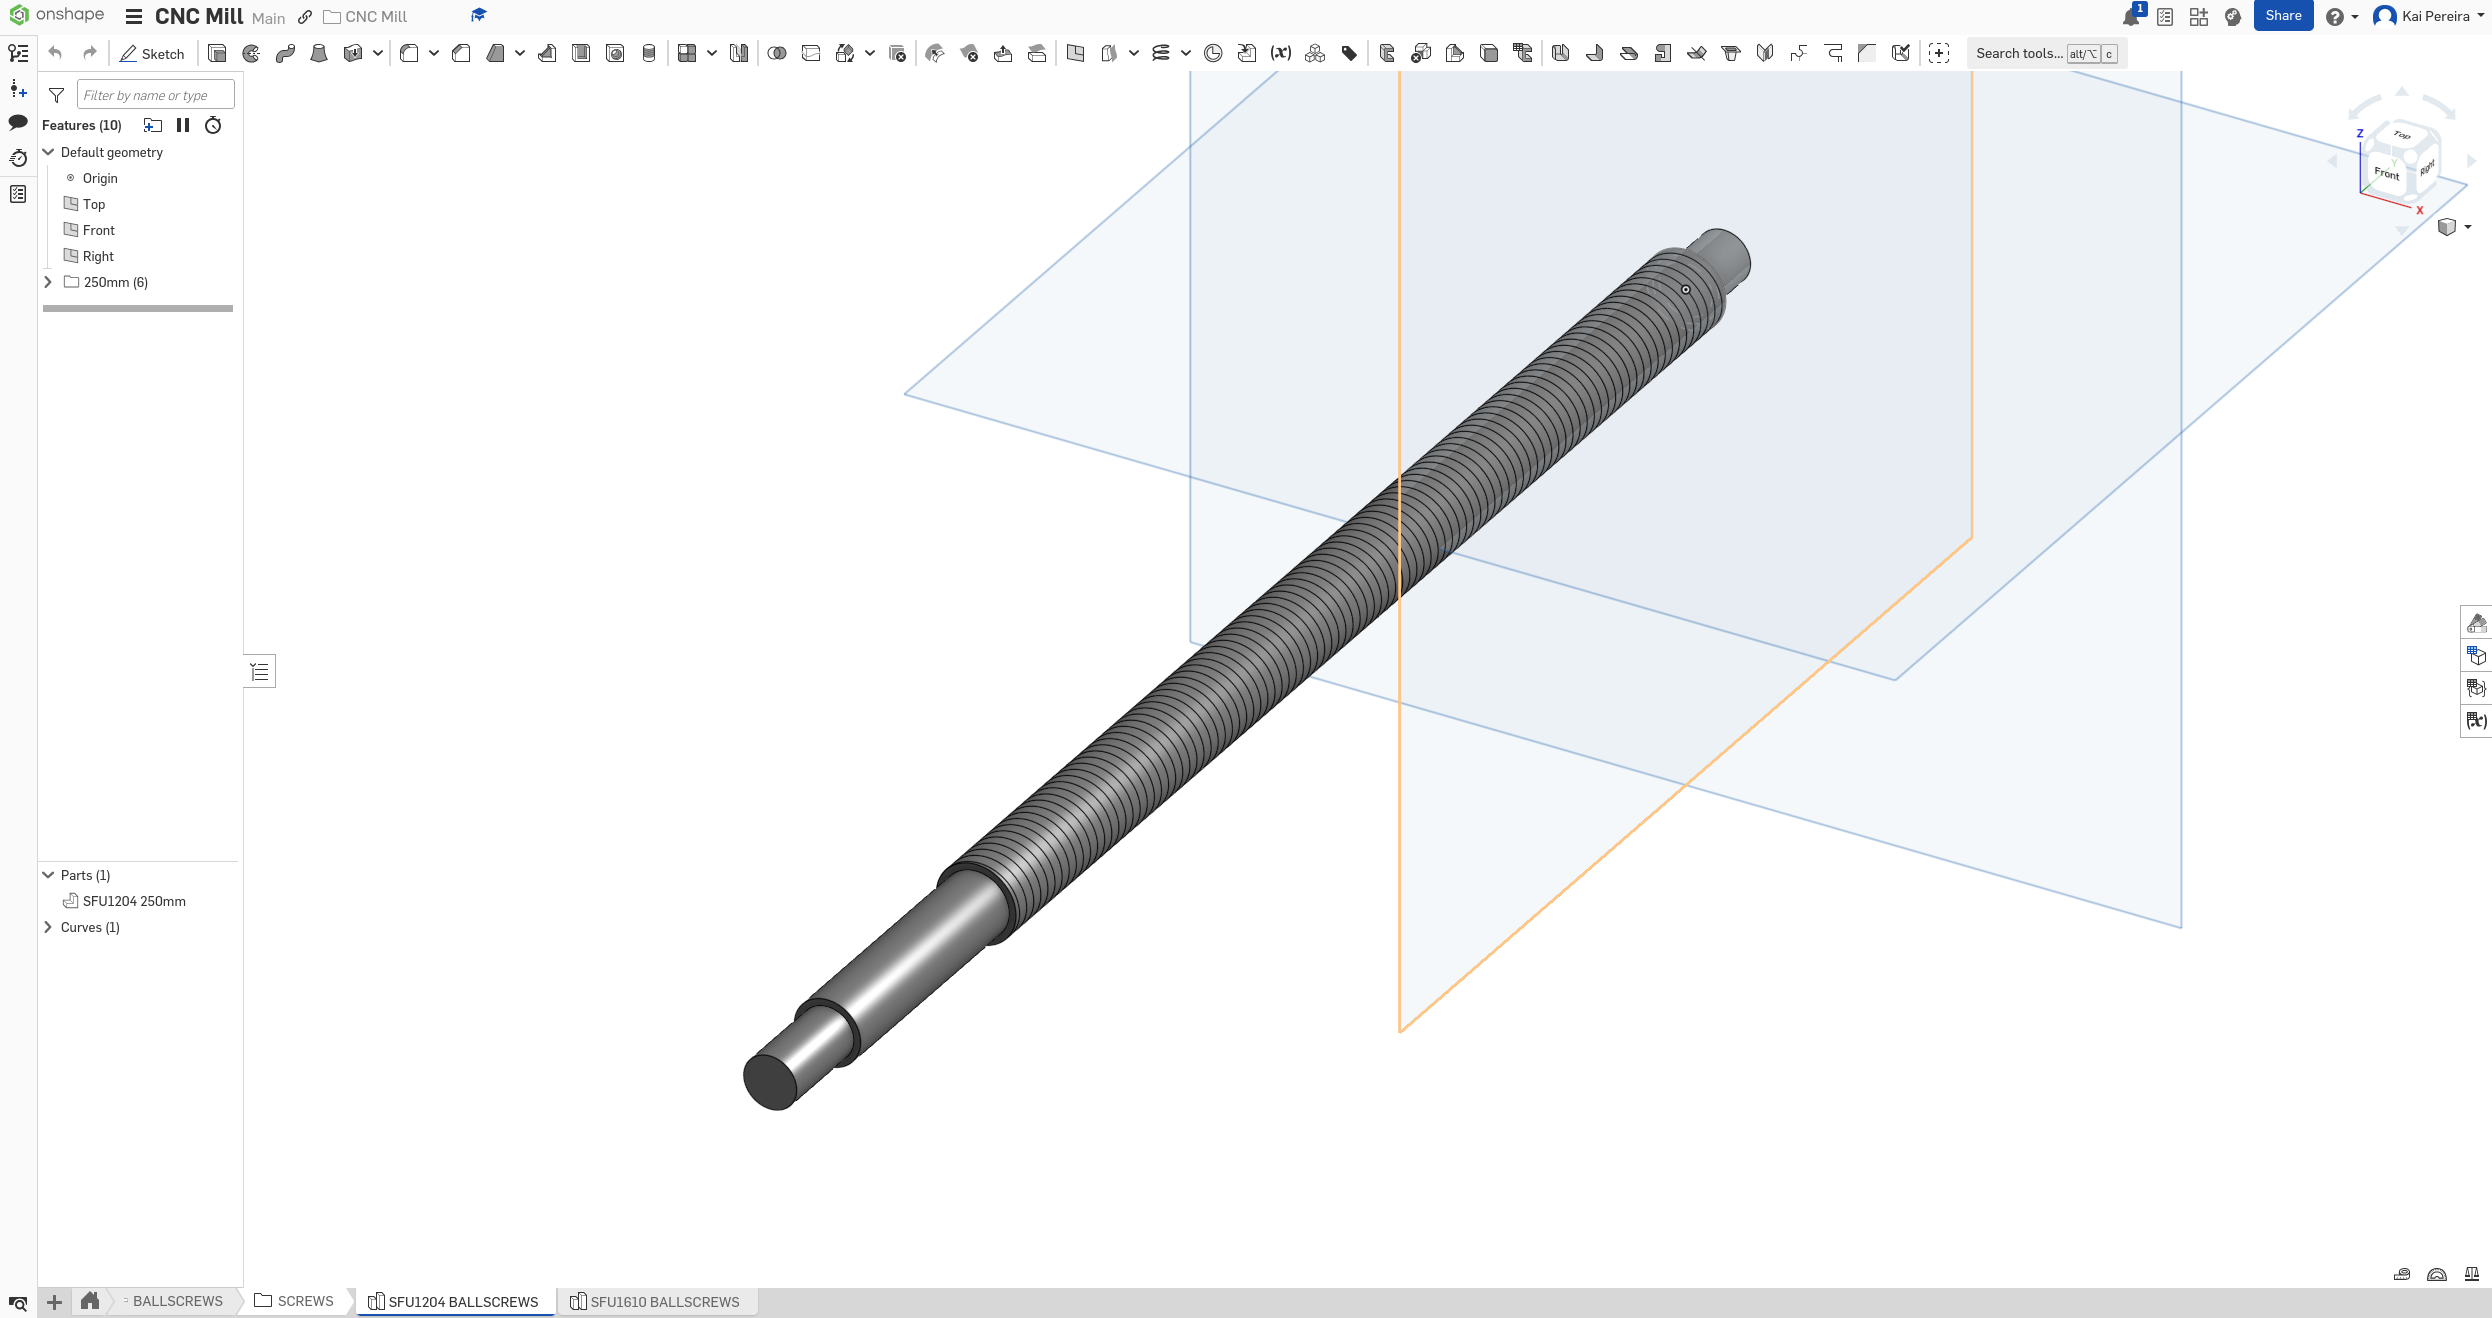 onshape
CNC Mill Main CNC Mill
1
Share
Kai Pereira
Sketch
(x)
Search tools... alt/⌥ c
Filter by name or type
Features (10)
Default geometry
Origin
Top
Front
Right
250mm (6)
Z
Top
Y
Front
Right
X
(x)
Parts (1)
SFU1204 250mm
Curves (1)
BALLSCREWS
SCREWS
SFU1204 BALLSCREWS
SFU1610 BALLSCREWS